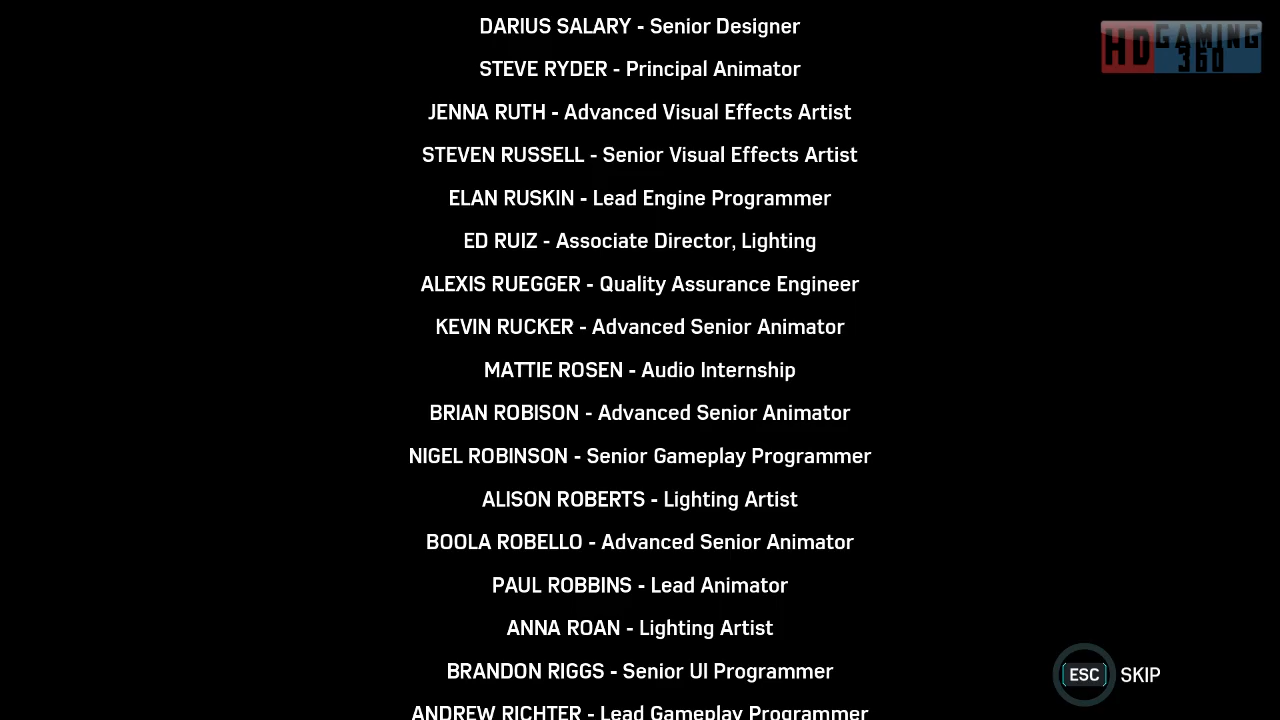 DARIUS SALARY - Senior Designer
STEVE RYDER - Principal Animator
JENNA RUTH - Advanced Visual Effects Artist
STEVEN RUSSELL - Senior Visual Effects Artist
ELAN RUSKIN - Lead Engine Programmer
ED RUIZ - Associate Director, Lighting
ALEXIS RUEGGER - Quality Assurance Engineer
KEVIN RUCKER - Advanced Senior Animator
MATTIE ROSEN - Audio Internship
BRIAN ROBISON - Advanced Senior Animator
NIGEL ROBINSON - Senior Gameplay Programmer
ALISON ROBERTS - Lighting Artist
BOOLA ROBELLO - Advanced Senior Animator
PAUL ROBBINS - Lead Animator
ANNA ROAN - Lighting Artist
BRANDON RIGGS - Senior UI Programmer
ANDREW RICHTER - Lead Gameplay Programmer
HD GAMING
360
ESC SKIP